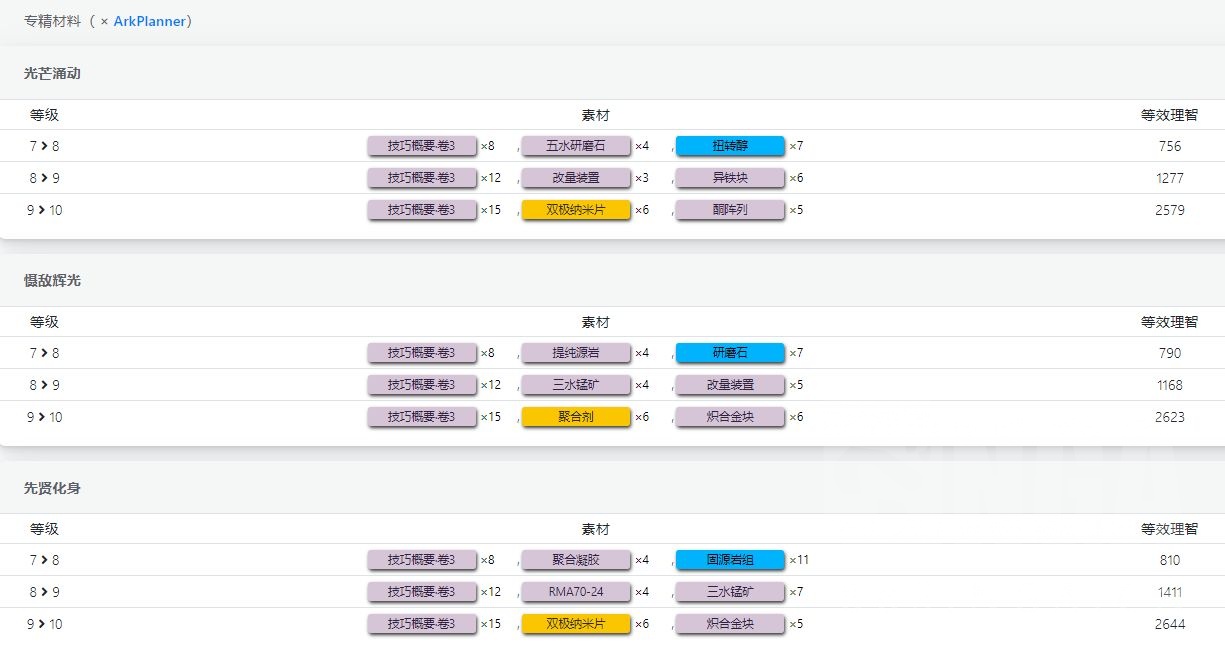 专精材料（ × ArkPlanner）
光芒涌动
等级 素材 等效理智
7 > 8 技巧概要·卷3 ×8 , 五水研磨石 ×4 , 扭转醇 ×7 756
8 > 9 技巧概要·卷3 ×12 , 改量装置 ×3 , 异铁块 ×6 1277
9 > 10 技巧概要·卷3 ×15 , 双极纳米片 ×6 , 酮阵列 ×5 2579
慑敌辉光
等级 素材 等效理智
7 > 8 技巧概要·卷3 ×8 , 提纯源岩 ×4 , 研磨石 ×7 790
8 > 9 技巧概要·卷3 ×12 , 三水锰矿 ×4 , 改量装置 ×5 1168
9 > 10 技巧概要·卷3 ×15 , 聚合剂 ×6 , 炽合金块 ×6 2623
先贤化身
等级 素材 等效理智
7 > 8 技巧概要·卷3 ×8 , 聚合凝胶 ×4 , 固源岩组 ×11 810
8 > 9 技巧概要·卷3 ×12 , RMA70-24 ×4 , 三水锰矿 ×7 1411
9 > 10 技巧概要·卷3 ×15 , 双极纳米片 ×6 , 炽合金块 ×5 2644